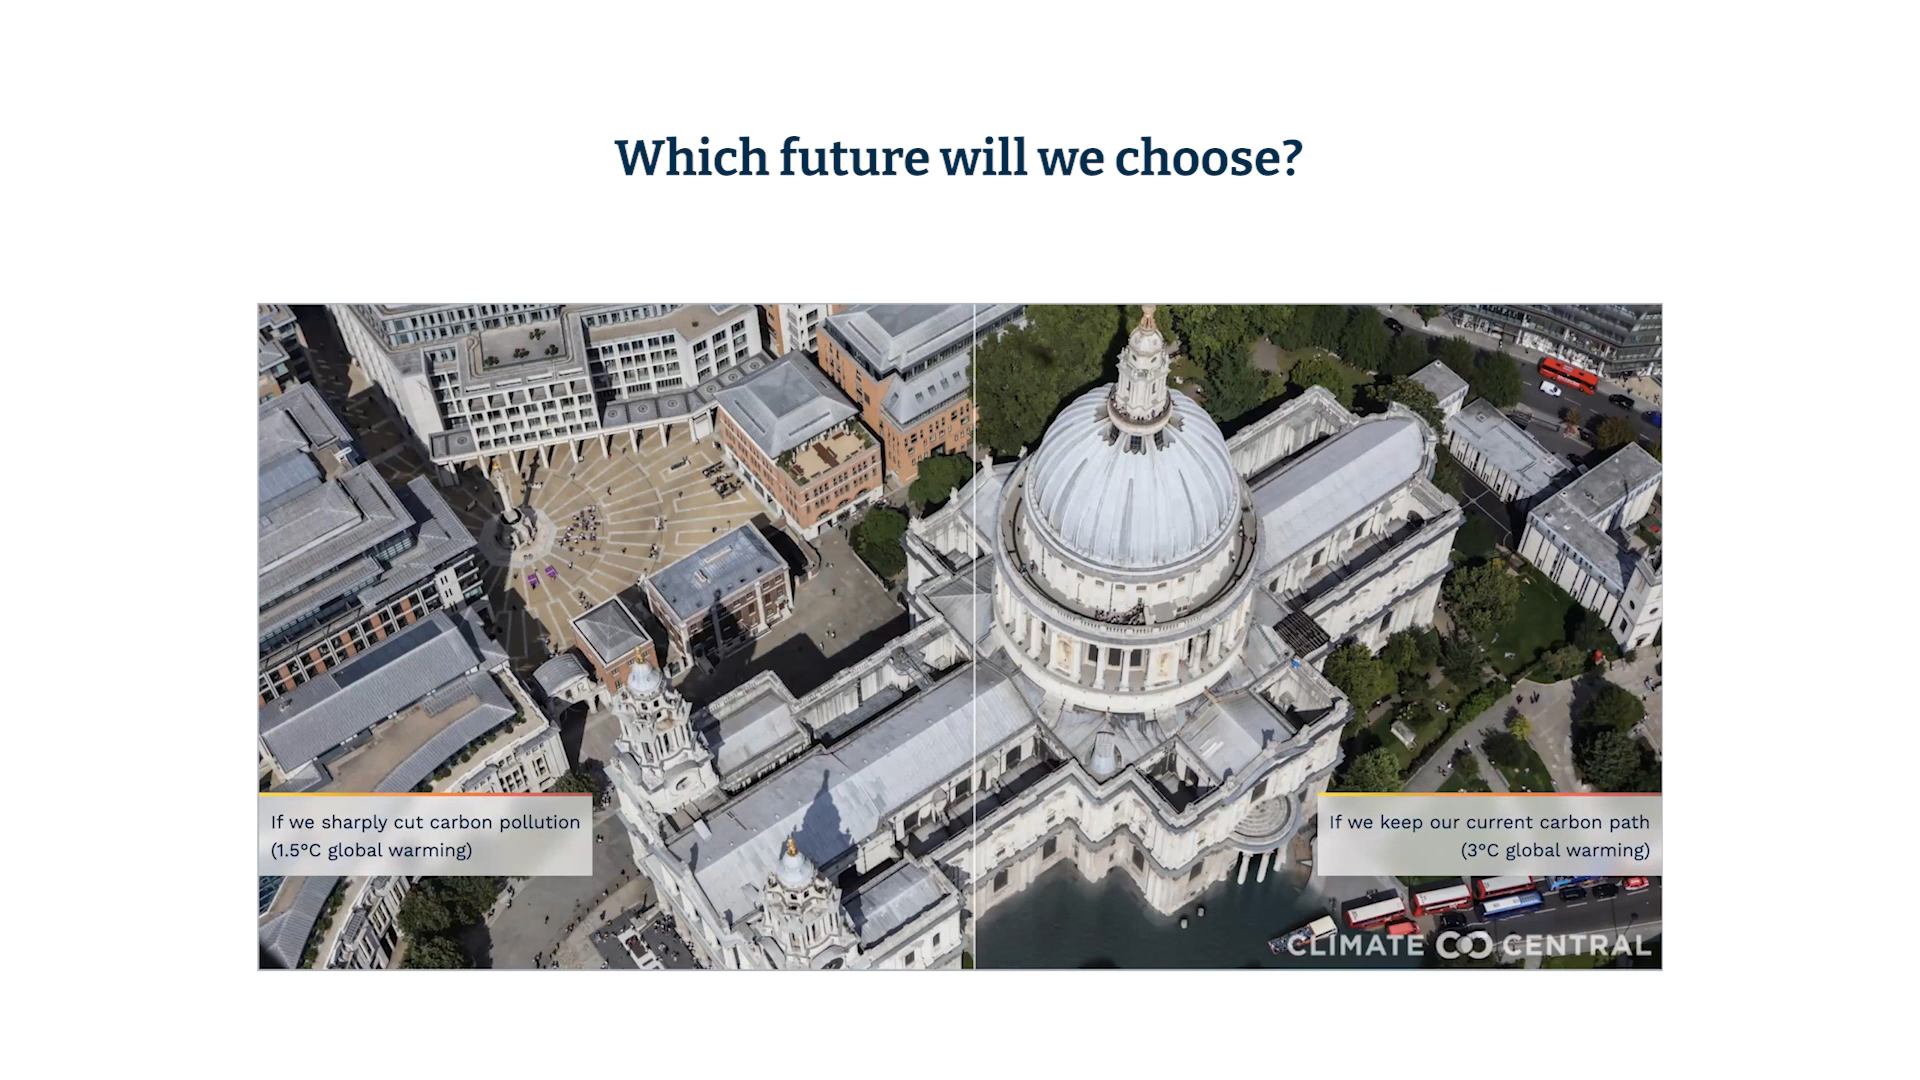 Which future will we choose?
If we sharply cut carbon pollution
(1.5°C global warming)
If we keep our current carbon path
(3°C global warming)
CLIMATE CENTRAL